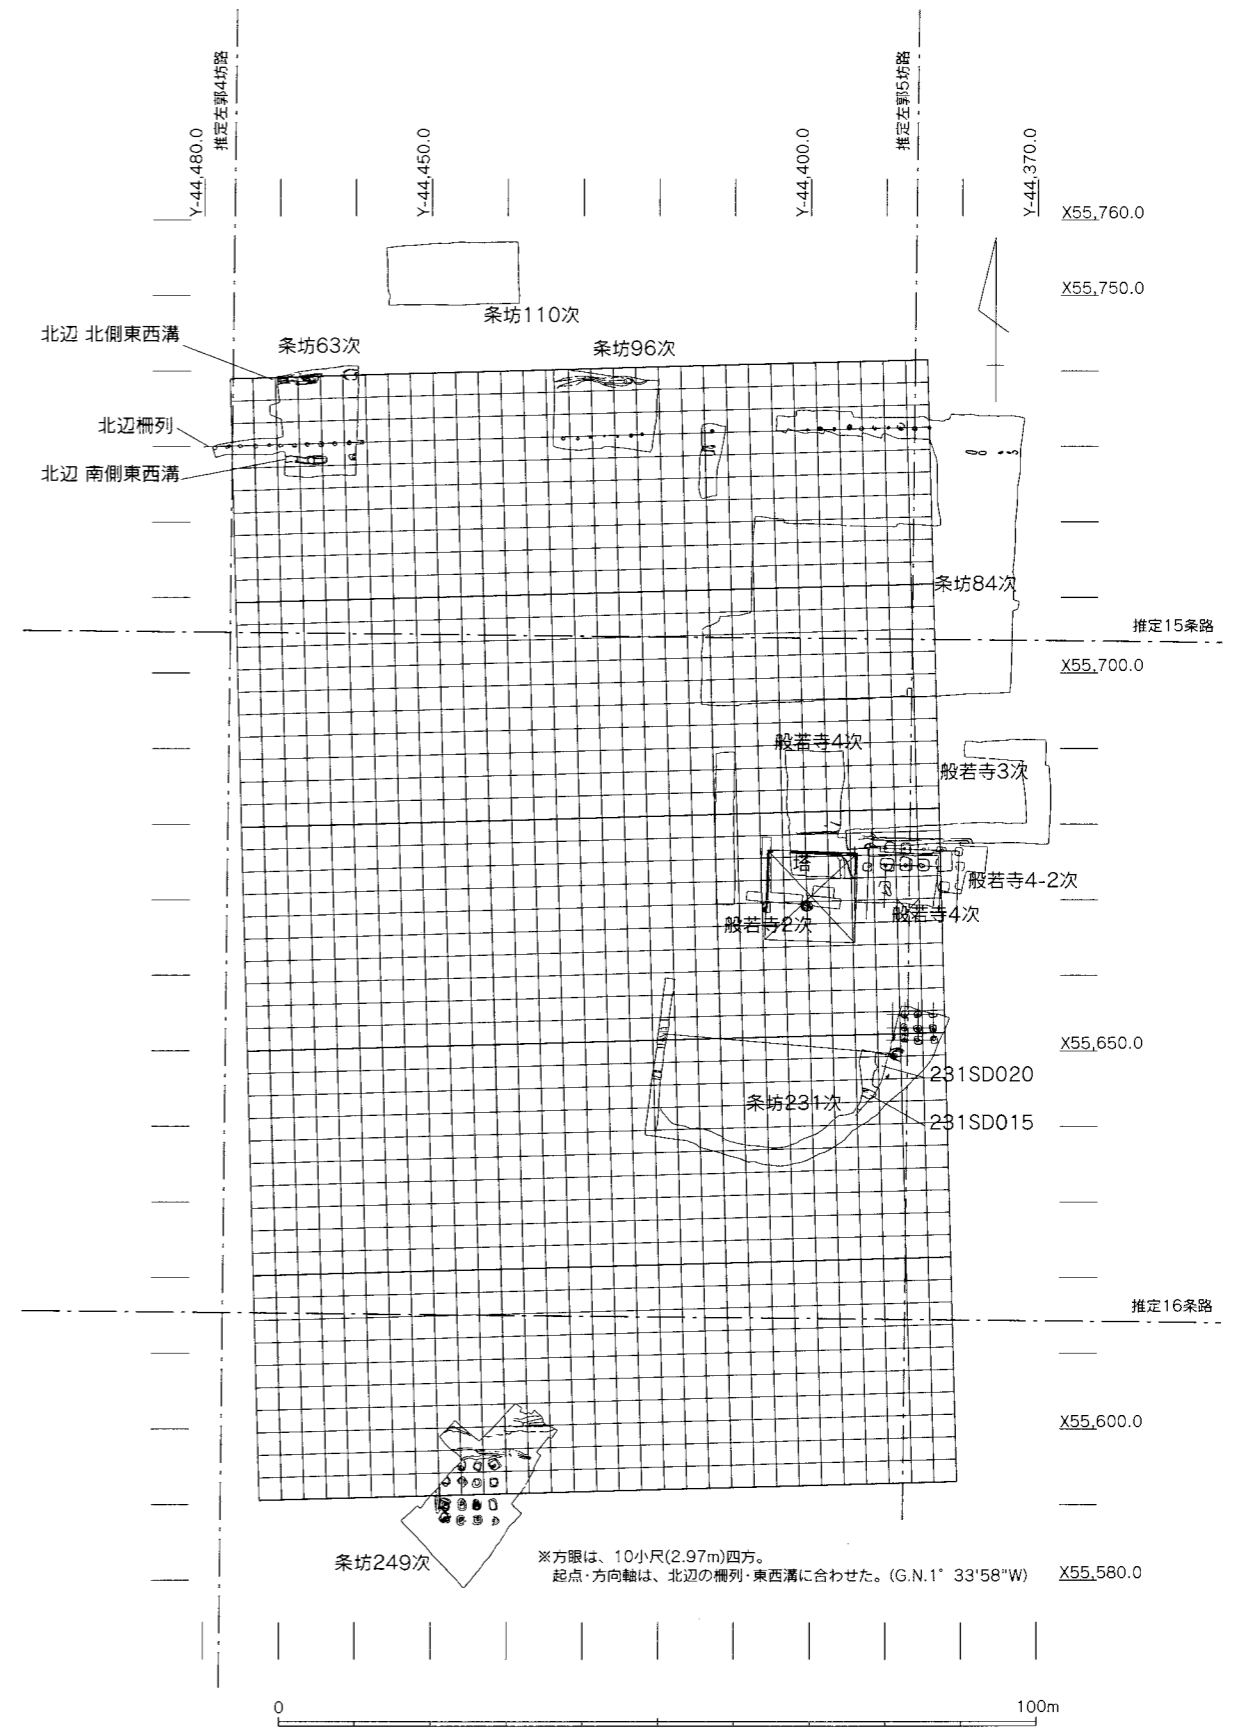 推定左郭4坊路
推定左郭5坊路
Y-44,480.0
Y-44,450.0
Y-44,400.0
Y-44,370.0
X55,760.0
X55,750.0
条坊110次
北辺 北側東西溝
条坊63次
条坊96次
北辺柵列
北辺 南側東西溝
条坊84次
推定15条路
X55,700.0
般若寺4次
般若寺3次
塔
般若寺4-2次
般若寺2次
般若寺4次
X55,650.0
231SD020
条坊231次
231SD015
推定16条路
X55,600.0
条坊249次
※方眼は、10小尺(2.97m)四方。
起点・方向軸は、北辺の柵列・東西溝に合わせた。(G.N.1°33'58"W)
X55,580.0
0
100m